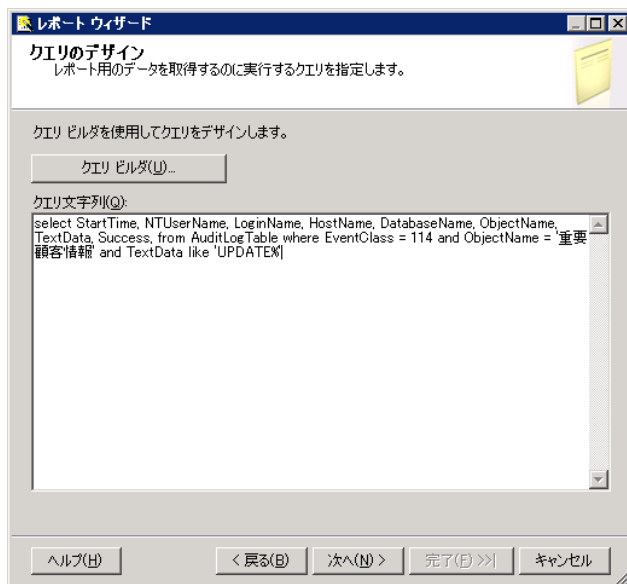 レポート ウィザード
クエリのデザイン
レポート用のデータを取得するのに実行するクエリを指定します。
クエリ ビルダを使用してクエリをデザインします。
クエリ ビルダ(U)...
クエリ文字列(Q):
select StartTime, NTUserName, LoginName, HostName, DatabaseName, ObjectName,
TextData, Success, from AuditLogTable where EventClass = 114 and ObjectName = '重要
顧客情報' and TextData like 'UPDATE%'
ヘルプ(H)
< 戻る(B)
次へ(N) >
完了(F) >>|
キャンセル